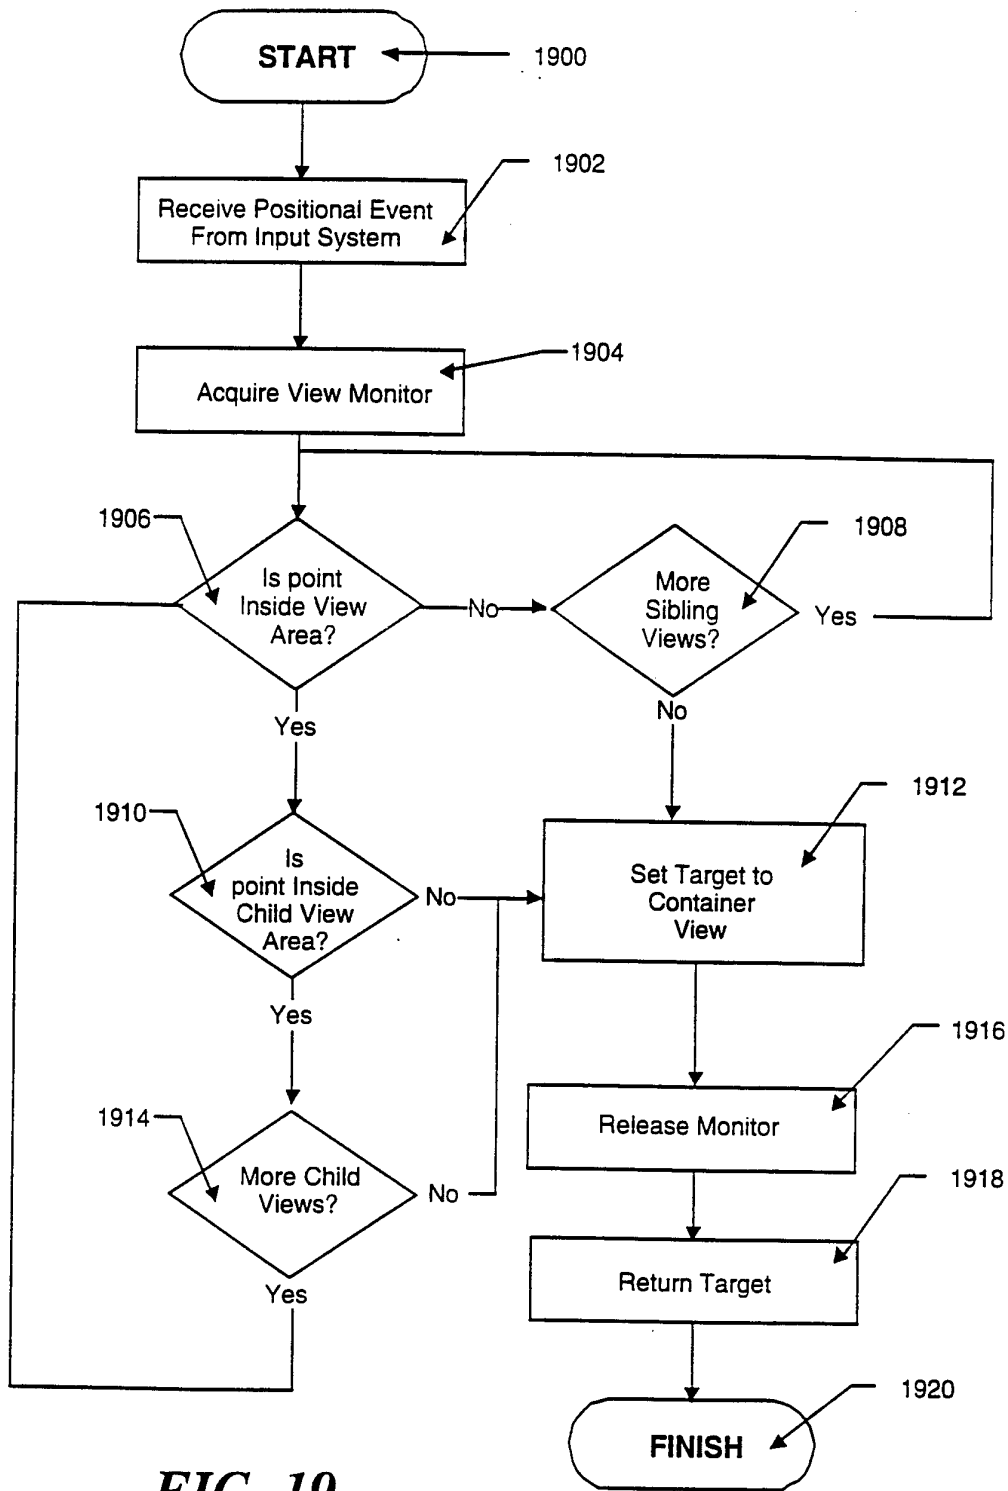 START
1900
1902
Receive Positional Event
From Input System
1904
Acquire View Monitor
1906
Is point
Inside View
Area?
No
More
Sibling
Views?
1908
Yes
Yes
No
1910
Is
point Inside
Child View
Area?
No
1912
Set Target to
Container
View
Yes
1914
More Child
Views?
No
1916
Release Monitor
Yes
1918
Return Target
1920
FINISH
FIG. 19